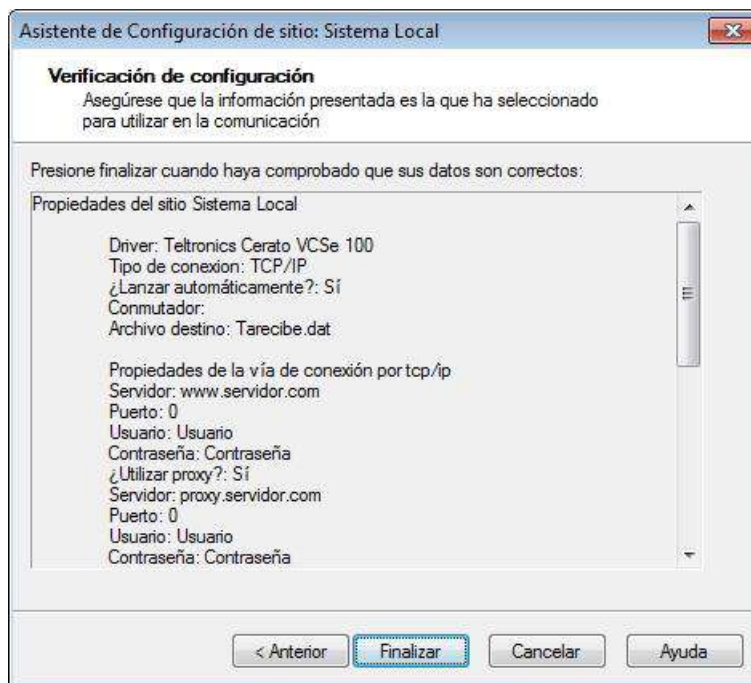 Asistente de Configuración de sitio: Sistema Local
Verificación de configuración
Asegúrese que la información presentada es la que ha seleccionado
para utilizar en la comunicación
Presione finalizar cuando haya comprobado que sus datos son correctos:
Propiedades del sitio Sistema Local
Driver: Teltronics Cerato VCSe 100
Tipo de conexion: TCP/IP
¿Lanzar automáticamente?: Sí
Conmutador:
Archivo destino: Tarecibe.dat
Propiedades de la vía de conexión por tcp/ip
Servidor: www.servidor.com
Puerto: 0
Usuario: Usuario
Contraseña: Contraseña
¿Utilizar proxy?: Sí
Servidor: proxy.servidor.com
Puerto: 0
Usuario: Usuario
Contraseña: Contraseña
< Anterior Finalizar Cancelar Ayuda